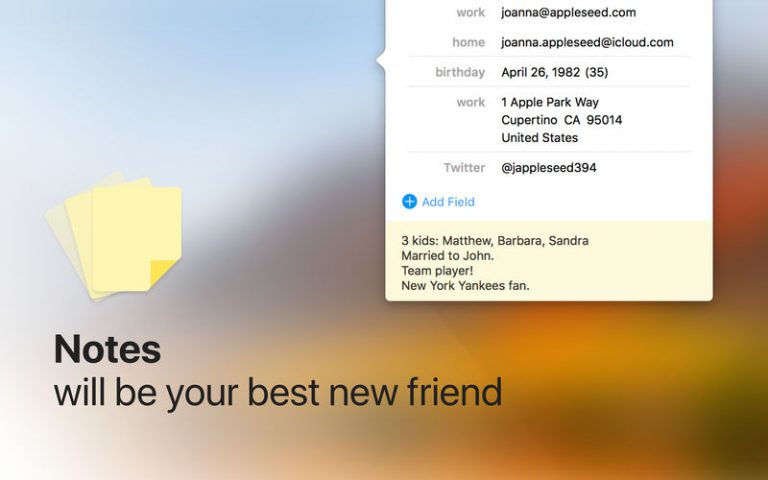 work joanna@appleseed.com
home joanna.appleseed@icloud.com
birthday April 26, 1982 (35)
work 1 Apple Park Way
Cupertino CA 95014
United States
Twitter @jappleseed394
Add Field
3 kids: Matthew, Barbara, Sandra
Married to John.
Team player!
New York Yankees fan.
Notes
will be your best new friend